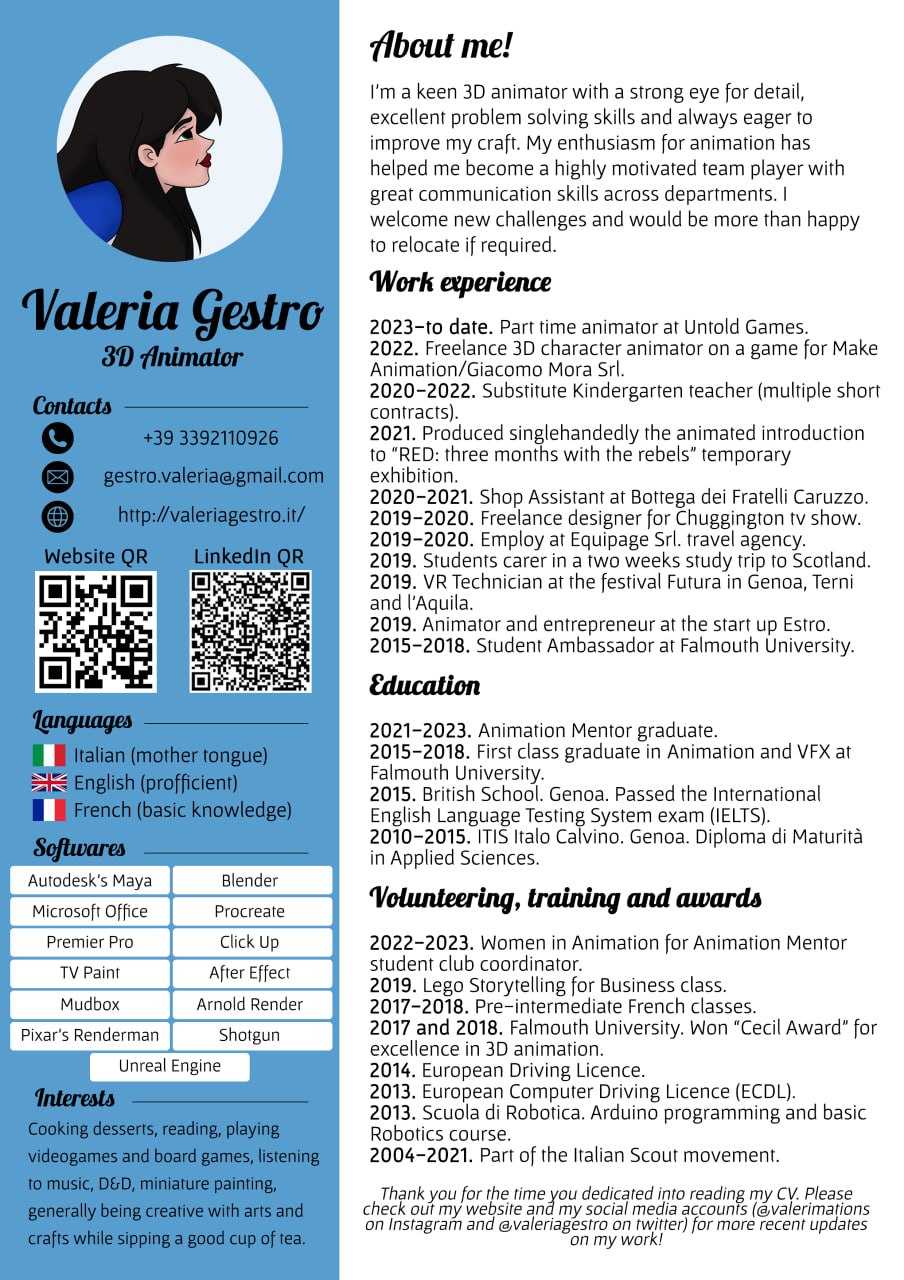 Valeria Gestro
3D Animator
Contacts
+39 3392110926
gestro.valeria@gmail.com
http://valeriagestro.it/
Website QR
LinkedIn QR
Languages
Italian (mother tongue)
English (profficient)
French (basic knowledge)
Softwares
Autodesk's Maya
Blender
Microsoft Office
Procreate
Premier Pro
Click Up
TV Paint
After Effect
Mudbox
Arnold Render
Pixar's Renderman
Shotgun
Unreal Engine
Interests
Cooking desserts, reading, playing
videogames and board games, listening
to music, D&D, miniature painting,
generally being creative with arts and
crafts while sipping a good cup of tea.
About me!
I'm a keen 3D animator with a strong eye for detail,
excellent problem solving skills and always eager to
improve my craft. My enthusiasm for animation has
helped me become a highly motivated team player with
great communication skills across departments. I
welcome new challenges and would be more than happy
to relocate if required.
Work experience
2023-to date. Part time animator at Untold Games.
2022. Freelance 3D character animator on a game for Make
Animation/Giacomo Mora Srl.
2020-2022. Substitute Kindergarten teacher (multiple short
contracts).
2021. Produced singlehandedly the animated introduction
to "RED: three months with the rebels" temporary
exhibition.
2020-2021. Shop Assistant at Bottega dei Fratelli Caruzzo.
2019-2020. Freelance designer for Chuggington tv show.
2019-2020. Employ at Equipage Srl. travel agency.
2019. Students carer in a two weeks study trip to Scotland.
2019. VR Technician at the festival Futura in Genoa, Terni
and l'Aquila.
2019. Animator and entrepreneur at the start up Estro.
2015-2018. Student Ambassador at Falmouth University.
Education
2021-2023. Animation Mentor graduate.
2015-2018. First class graduate in Animation and VFX at
Falmouth University.
2015. British School. Genoa. Passed the International
English Language Testing System exam (IELTS).
2010-2015. ITIS Italo Calvino. Genoa. Diploma di Maturità
in Applied Sciences.
Volunteering, training and awards
2022-2023. Women in Animation for Animation Mentor
student club coordinator.
2019. Lego Storytelling for Business class.
2017-2018. Pre-intermediate French classes.
2017 and 2018. Falmouth University. Won "Cecil Award" for
excellence in 3D animation.
2014. European Driving Licence.
2013. European Computer Driving Licence (ECDL).
2013. Scuola di Robotica. Arduino programming and basic
Robotics course.
2004-2021. Part of the Italian Scout movement.
Thank you for the time you dedicated into reading my CV. Please
check out my website and my social media accounts (@valerimations
on Instagram and @valeriagestro on twitter) for more recent updates
on my work!